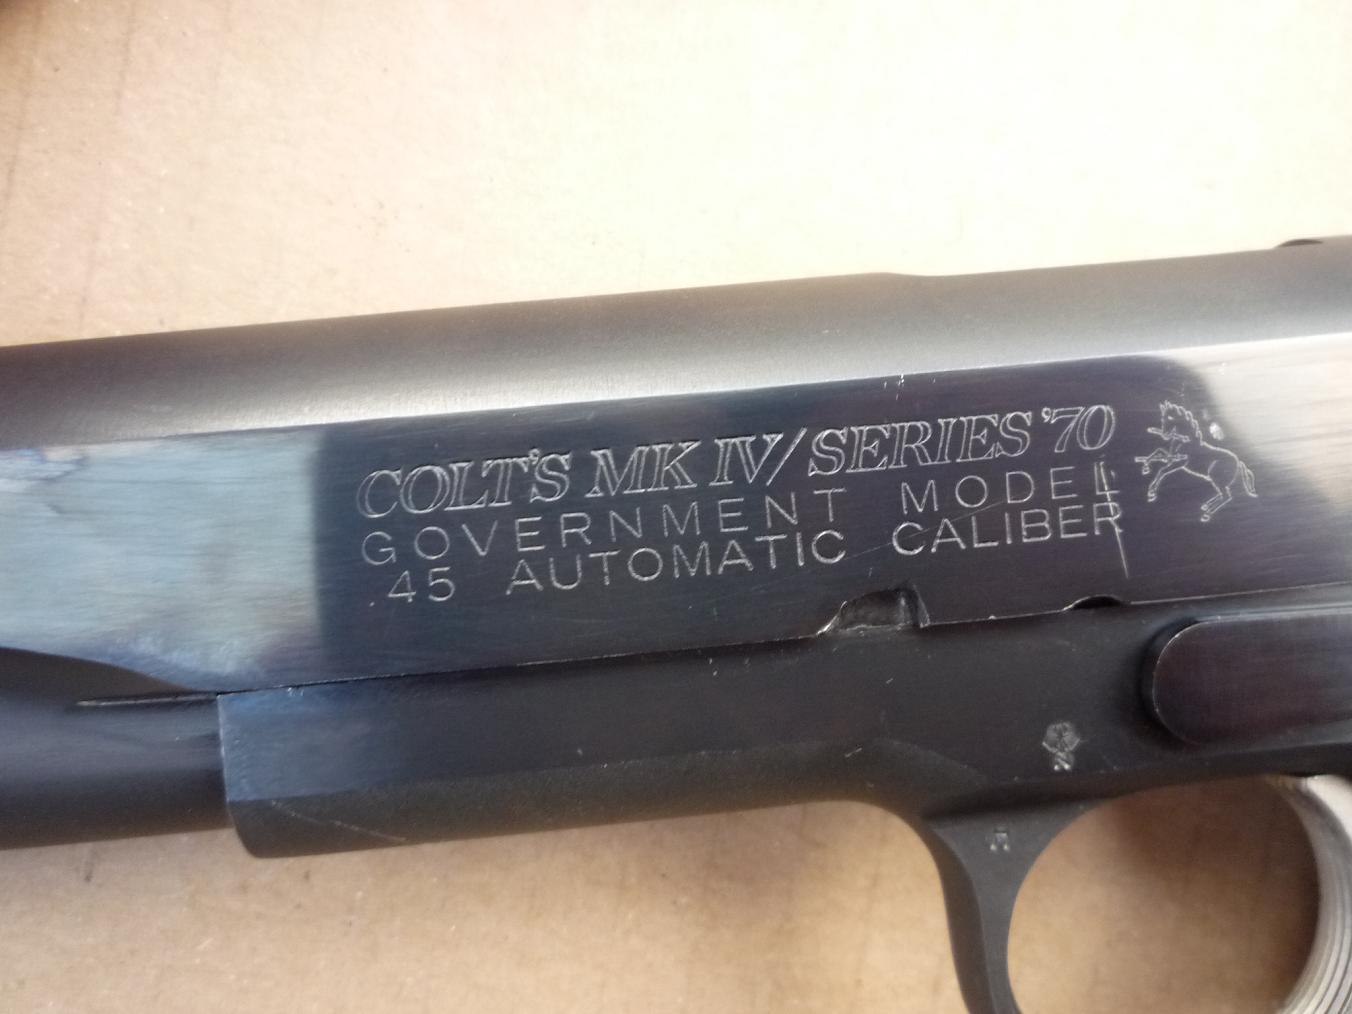 COLT'S MK IV/SERIES '70
GOVERNMENT MODEL
.45 AUTOMATIC CALIBER